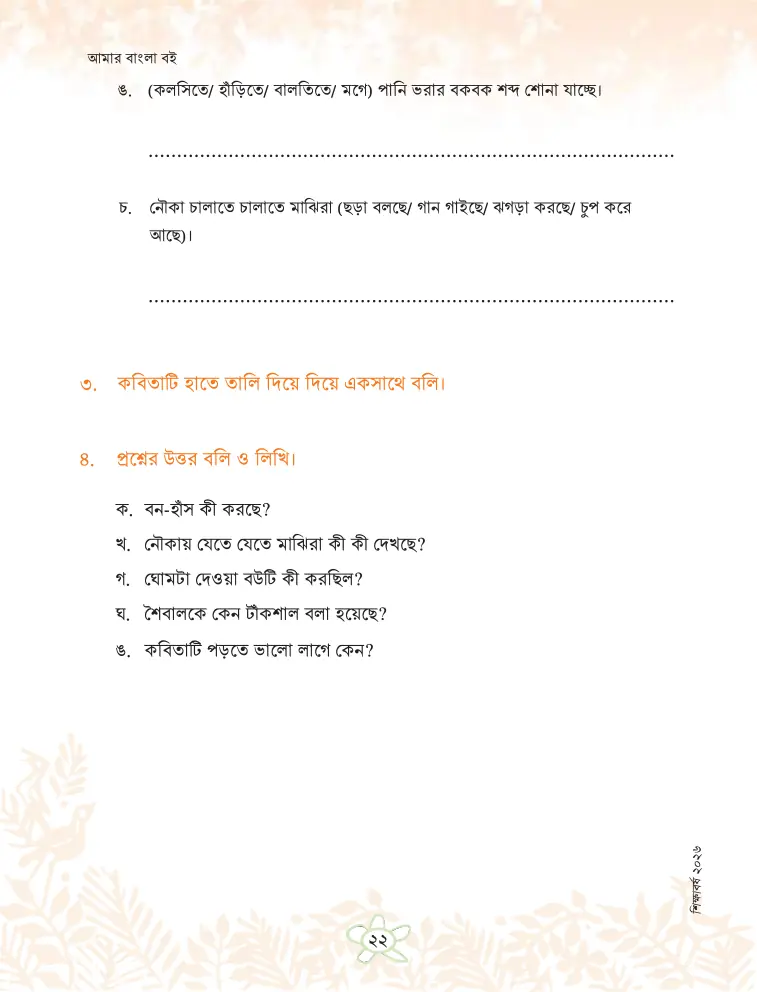 আমার বাংলা বই
ঙ. (কলসিতে/ হাঁড়িতে/ বালতিতে/ মগে) পানি ভরার বকবক শব্দ শোনা যাচ্ছে।
..........................................................................................
চ. নৌকা চালাতে চালাতে মাঝিরা (ছড়া বলছে/ গান গাইছে/ ঝগড়া করছে/ চুপ করে
আছে)।
..........................................................................................
৩. কবিতাটি হাতে তালি দিয়ে দিয়ে একসাথে বলি।
৪. প্রশ্নের উত্তর বলি ও লিখি।
ক. বন-হাঁস কী করছে?
খ. নৌকায় যেতে যেতে মাঝিরা কী কী দেখছে?
গ. ঘোমটা দেওয়া বউটি কী করছিল?
ঘ. শৈবালকে কেন টাঁকশাল বলা হয়েছে?
ঙ. কবিতাটি পড়তে ভালো লাগে কেন?
শিক্ষাবর্ষ ২০২৬
২২